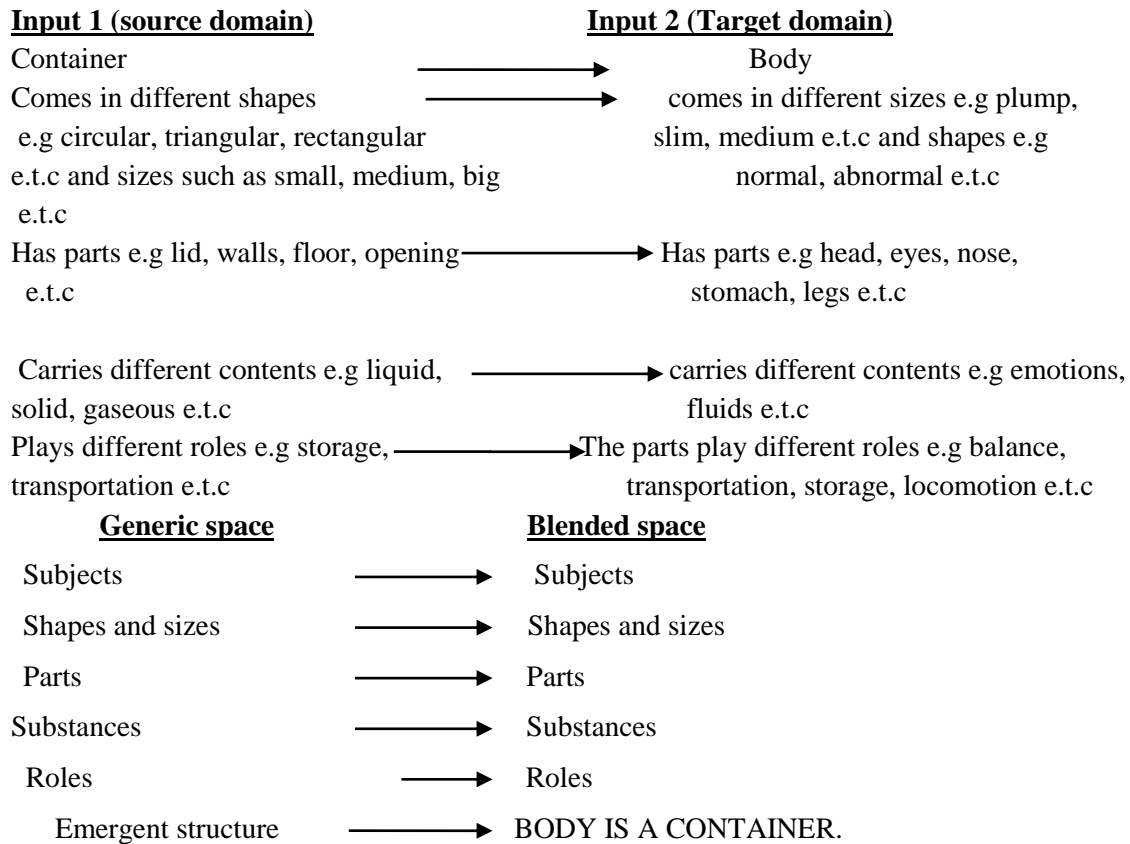 Input 1 (source domain) Input 2 (Target domain)
Container Body
Comes in different shapes comes in different sizes e.g plump,
e.g circular, triangular, rectangular slim, medium e.t.c and shapes e.g
e.t.c and sizes such as small, medium, big normal, abnormal e.t.c
e.t.c
Has parts e.g lid, walls, floor, opening Has parts e.g head, eyes, nose,
e.t.c stomach, legs e.t.c
Carries different contents e.g liquid, carries different contents e.g emotions,
solid, gaseous e.t.c fluids e.t.c
Plays different roles e.g storage, The parts play different roles e.g balance,
transportation e.t.c transportation, storage, locomotion e.t.c
Generic space Blended space
Subjects Subjects
Shapes and sizes Shapes and sizes
Parts Parts
Substances Substances
Roles Roles
Emergent structure BODY IS A CONTAINER.